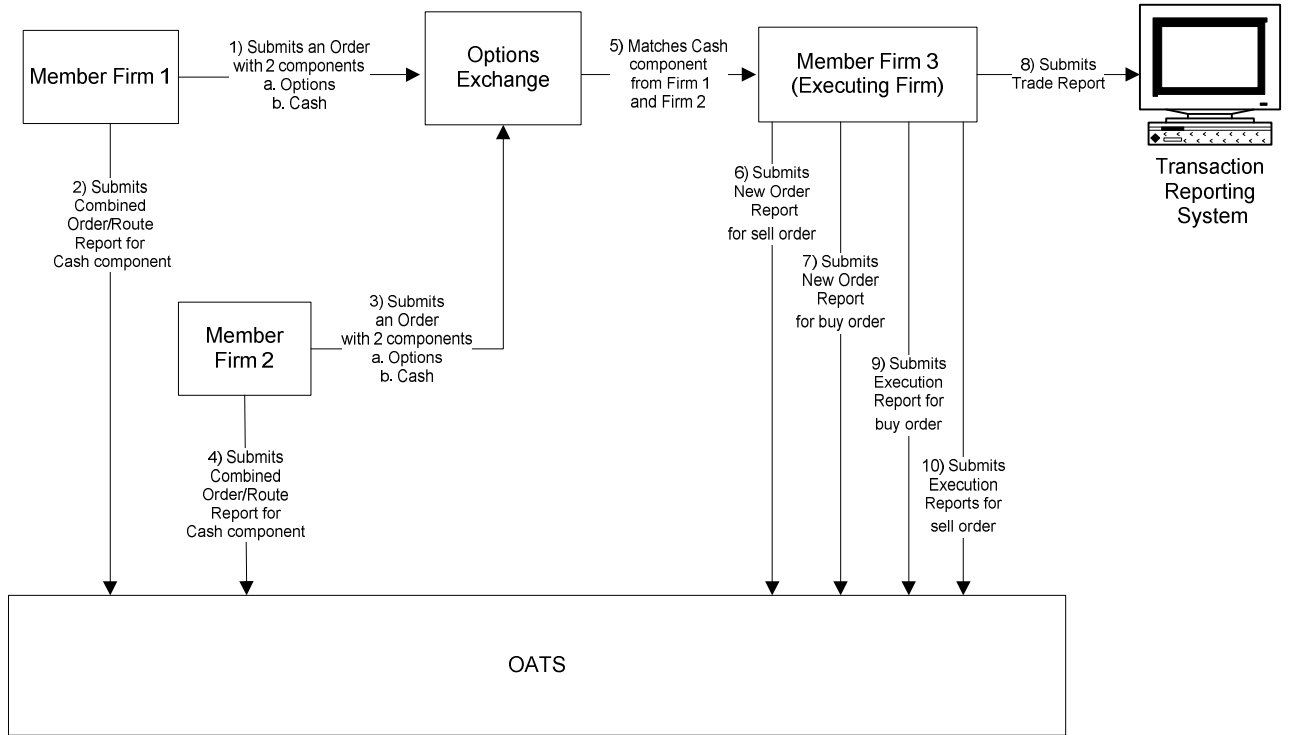 Member Firm 1
1) Submits an Order
with 2 components
a. Options
b. Cash
Options
Exchange
5) Matches Cash
component
from Firm 1
and Firm 2
Member Firm 3
(Executing Firm)
8) Submits
Trade Report
Transaction
Reporting
System
2) Submits
Combined
Order/Route
Report for
Cash component
Member
Firm 2
3) Submits
an Order
with 2 components
a. Options
b. Cash
4) Submits
Combined
Order/Route
Report for
Cash component
6) Submits
New Order
Report
for sell order
7) Submits
New Order
Report
for buy order
9) Submits
Execution
Report for
buy order
10) Submits
Execution
Reports for
sell order
OATS